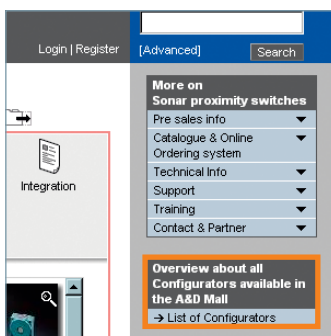 Login | Register
[Advanced]
Search
More on
Sonar proximity switches
Pre sales info
Catalogue & Online
Ordering system
Technical Info
Support
Training
Contact & Partner
Integration
Overview about all
Configurators available in
the A&D Mall
→ List of Configurators